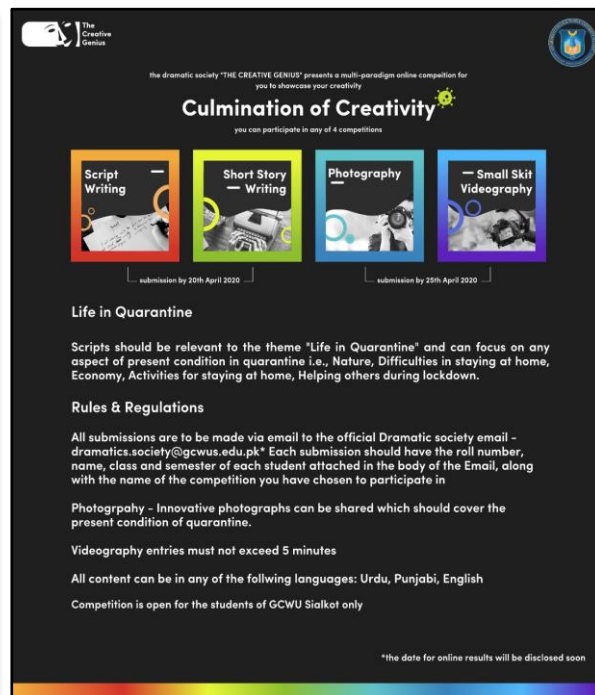 The
Creative
Genius
the dramatic society "THE CREATIVE GENIUS" presents a multi-paradigm online compeition for
you to showcase your creativity
Culmination of Creativity
you can participate in any of 4 competitions
Script
Writing
Short Story
Writing
Photography
Small Skit
Videography
submission by 20th April 2020
submission by 25th April 2020
Life in Quarantine
Scripts should be relevant to the theme "Life in Quarantine" and can focus on any
aspect of present condition in quarantine i.e., Nature, Difficulties in staying at home,
Economy, Activities for staying at home, Helping others during lockdown.
Rules & Regulations
All submissions are to be made via email to the official Dramatic society email -
dramatics.society@gcwus.edu.pk* Each submission should have the roll number,
name, class and semester of each student attached in the body of the Email, along
with the name of the competition you have chosen to participate in
Photogrpahy - Innovative photographs can be shared which should cover the
present condition of quarantine.
Videography entries must not exceed 5 minutes
All content can be in any of the follwing languages: Urdu, Punjabi, English
Competition is open for the students of GCWU Sialkot only
*the date for online results will be disclosed soon